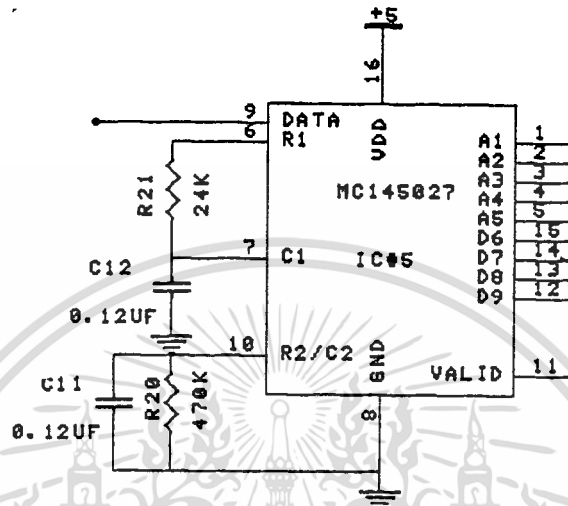 +5
16
9 DATA
6 R1
VDD
R21
24K
MC145027
A1 1
A2 2
A3 3
A4 4
A5 5
D6 15
D7 14
D8 13
D9 12
7 C1
IC#5
C12
0.12UF
10 R2/C2
GND
VALID 11
C11
R20
470K
0.12UF
8